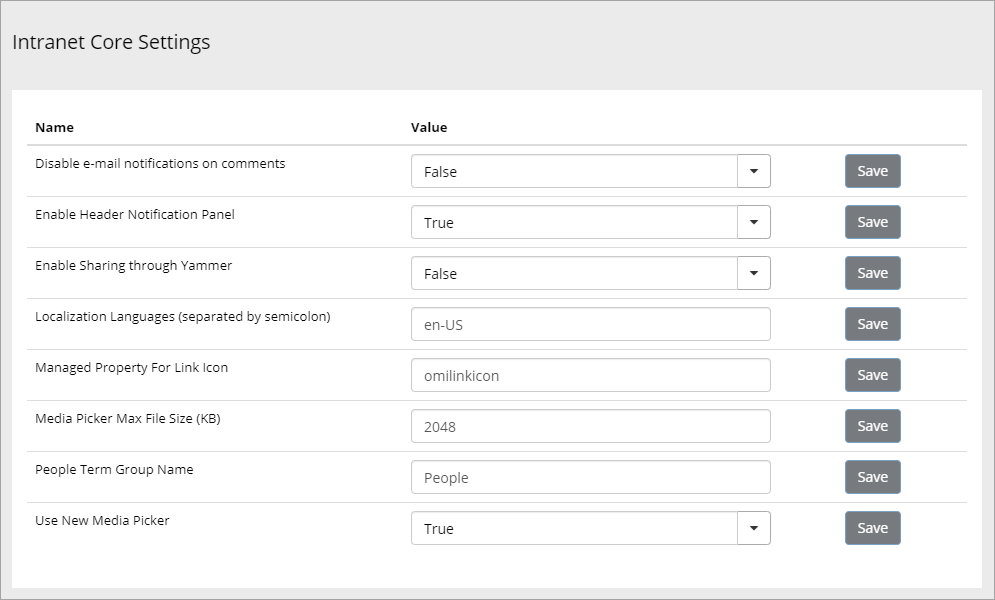 Intranet Core Settings
Name Value
Disable e-mail notifications on comments False Save
Enable Header Notification Panel True Save
Enable Sharing through Yammer False Save
Localization Languages (separated by semicolon) en-US Save
Managed Property For Link Icon omilinkicon Save
Media Picker Max File Size (KB) 2048 Save
People Term Group Name People Save
Use New Media Picker True Save